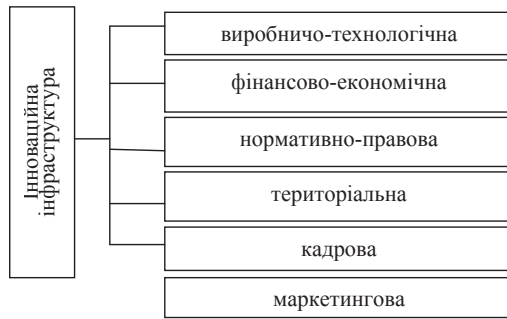 Інноваційна
інфраструктура
виробничо-технологічна
фінансово-економічна
нормативно-правова
територіальна
кадрова
маркетингова